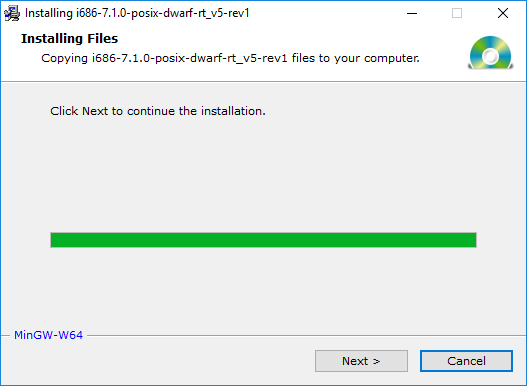 Installing i686-7.1.0-posix-dwarf-rt_v5-rev1
Installing Files
Copying i686-7.1.0-posix-dwarf-rt_v5-rev1 files to your computer.
Click Next to continue the installation.
MinGW-W64
Next >
Cancel